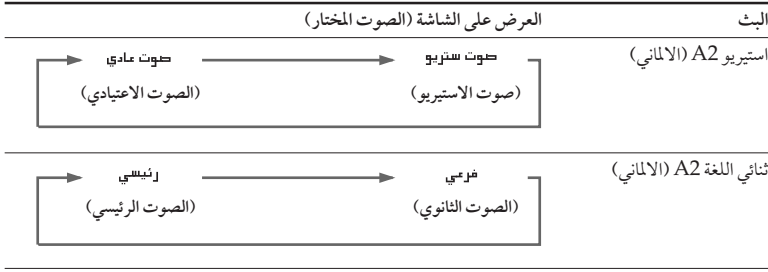 البث العرض على الشاشة (الصوت المختار)
استيريو A2 (الالماني) صوت ستريو صوت عادي
(صوت الاستيريو) (الصوت الاعتيادي)
ثنائي اللغة A2 (الالماني) فرعي رئيسي
(الصوت الثانوي) (الصوت الرئيسي)